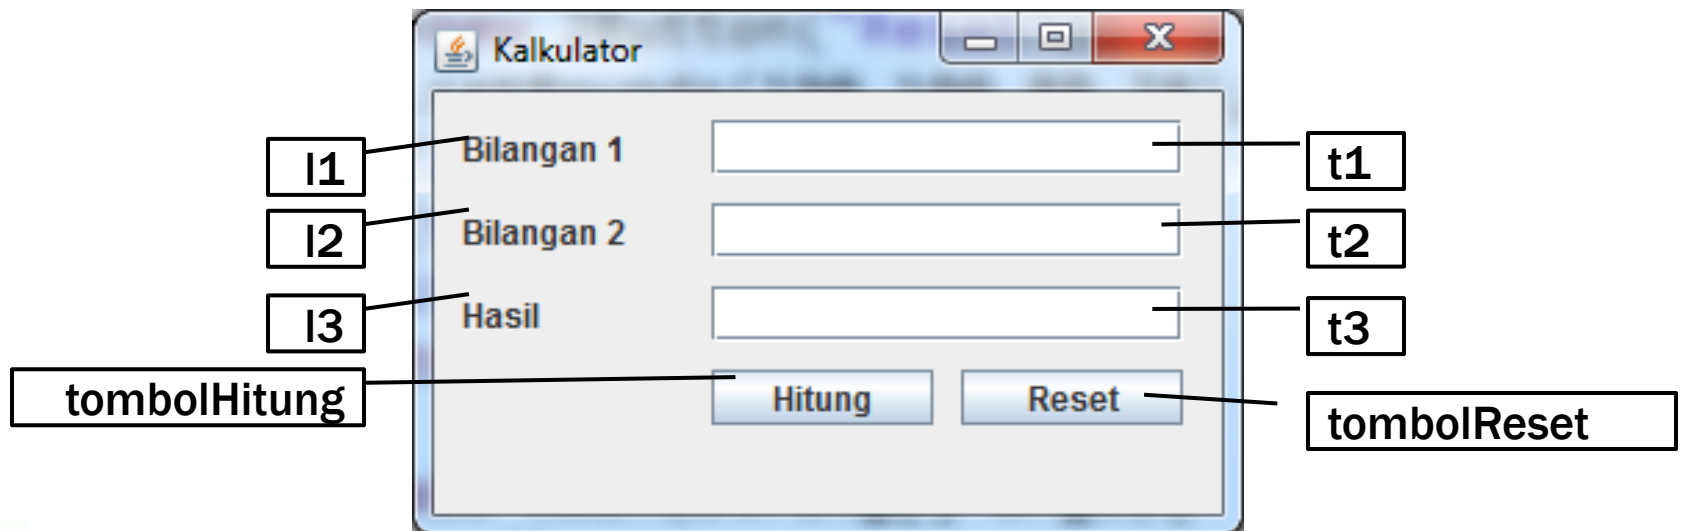 Kalkulator
l1
Bilangan 1
t1
l2
Bilangan 2
t2
l3
Hasil
t3
tombolHitung
Hitung
Reset
tombolReset